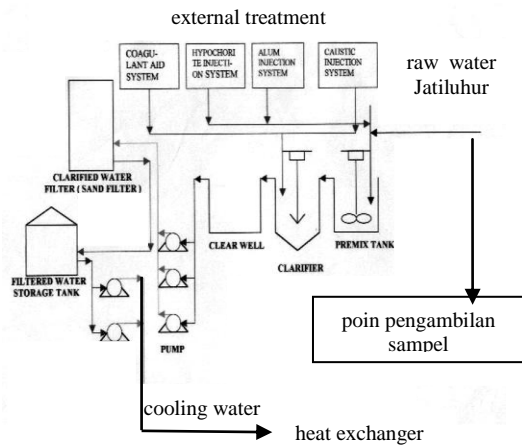 external treatment
COAGU-
LANT AID
SYSTEM
HYPOCHORI
TE INJECTI-
ON SYSTEM
ALUM
INJECTION
SYSTEM
CAUSTIC
INJECTION
SYSTEM
raw water
Jatiluhur
CLARIFIED WATER
FILTER ( SAND FILTER )
CLEAR WELL
PREMIX TANK
CLARIFIER
FILTERED WATER
STORAGE TANK
PUMP
poin pengambilan
sampel
cooling water
heat exchanger